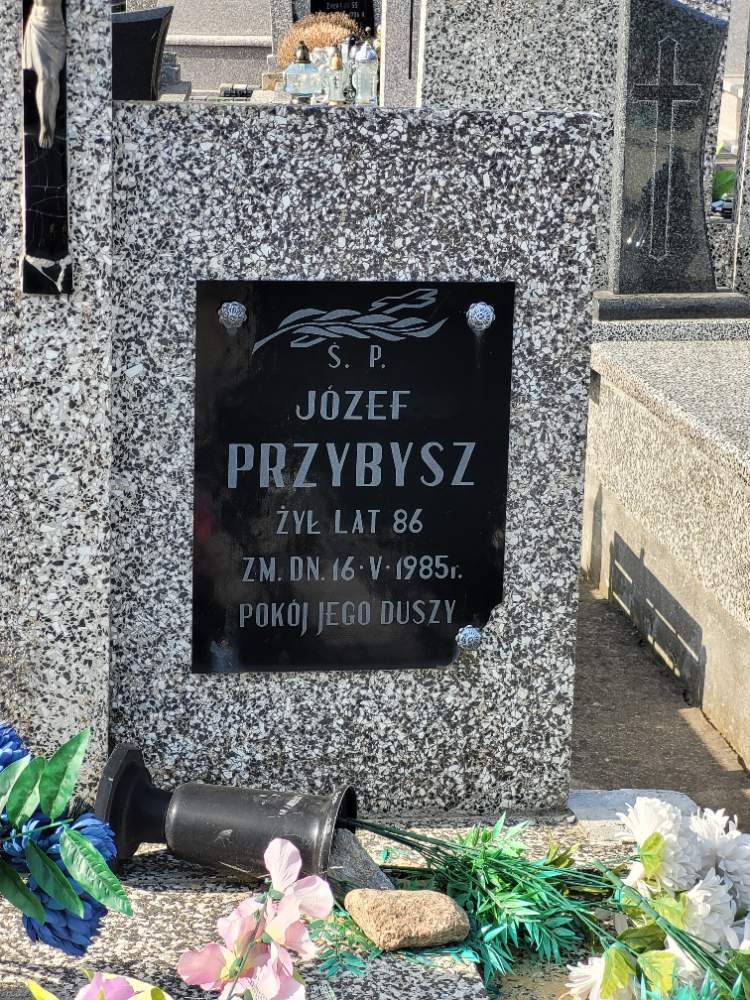 Ś. P.
JÓZEF
PRZYBYSZ
ŻYŁ LAT 86
ZM. DN. 16·V·1985r.
POKÓJ JEGO DUSZY